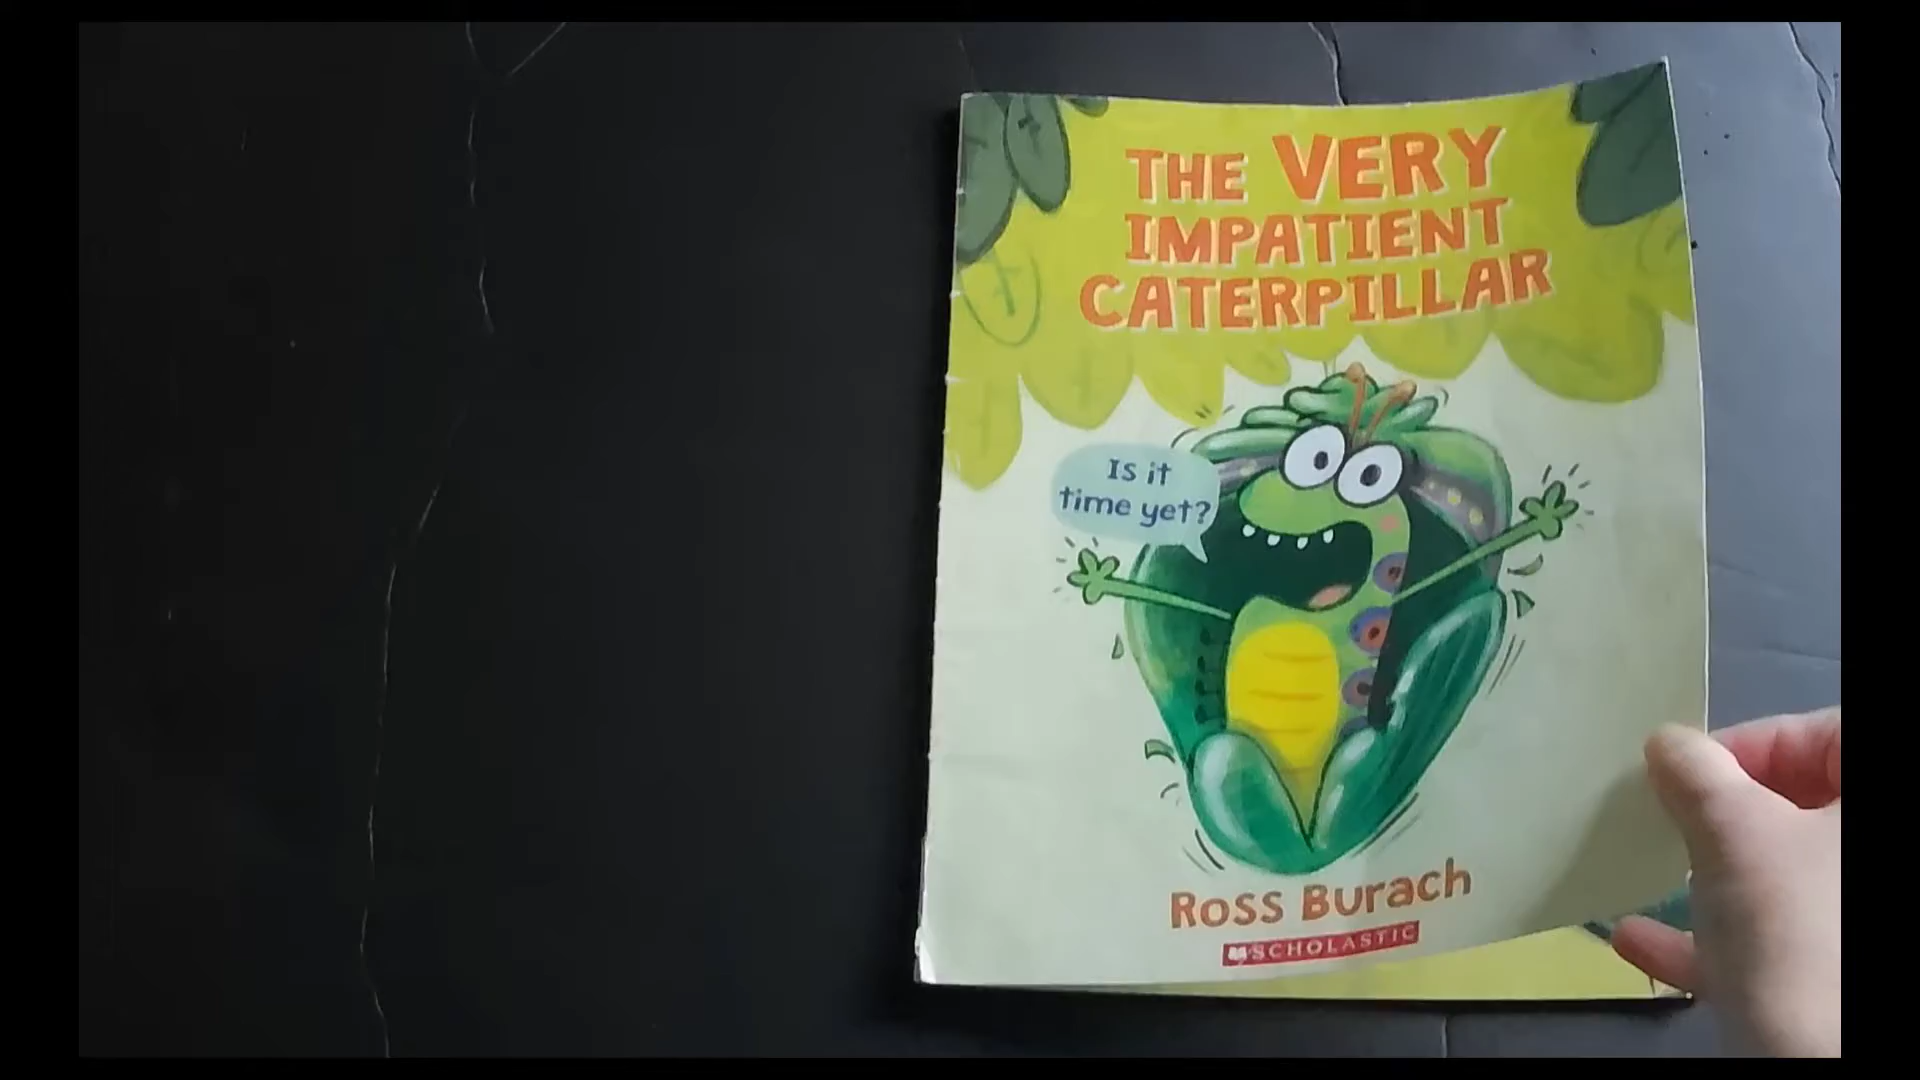 THE VERY
IMPATIENT
CATERPILLAR
Is it
time yet?
Ross Burach
SCHOLASTIC